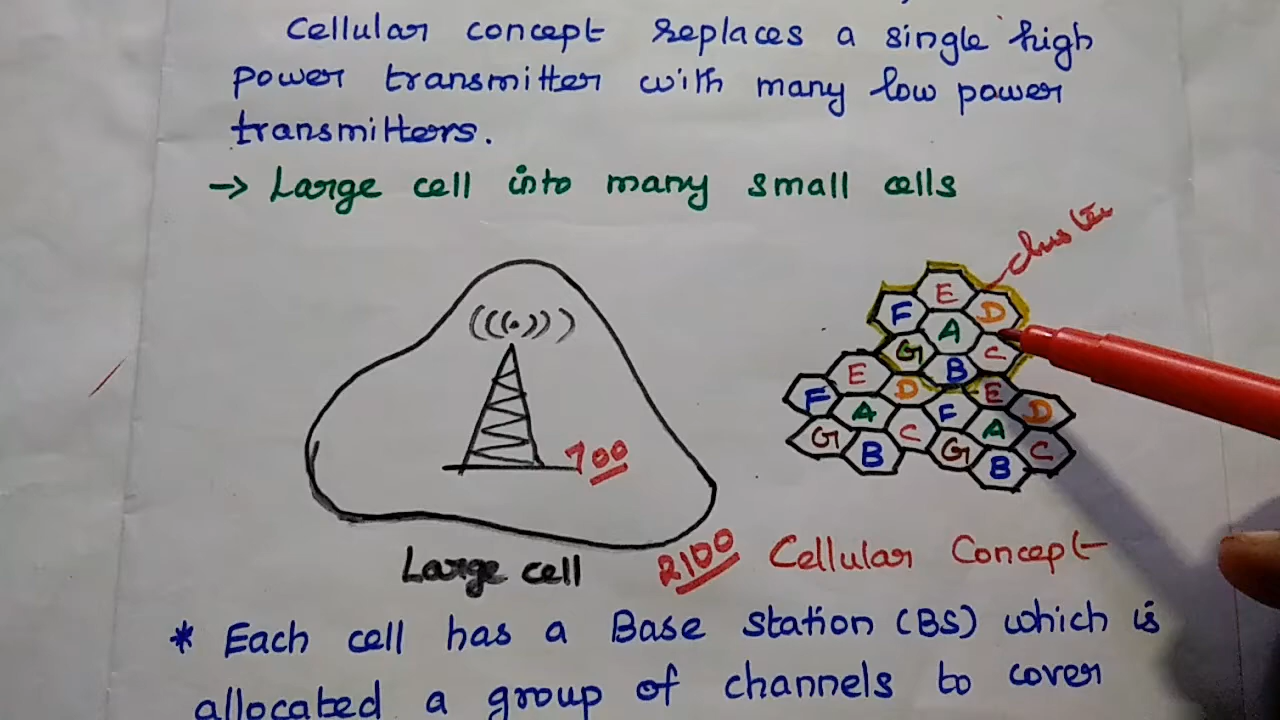 Cellular concept replaces a single high
power transmitter with many low power
transmitters.
→ Large cell into many small cells
cluster
E
F D
A
G C
B
E D E
F F D
A A
G C G C
B B
700
Large cell
2100 Cellular Concept
* Each cell has a Base station (BS) which is
allocated a group of channels to cover